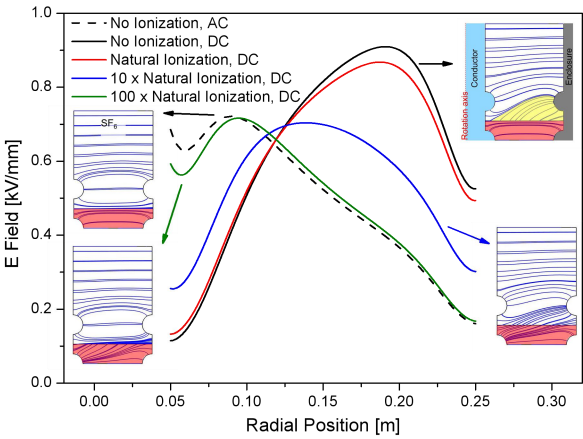 No Ionization, AC
No Ionization, DC
Natural Ionization, DC
10 x Natural Ionization, DC
100 x Natural Ionization, DC
SF6
Rotation axis
Conductor
Enclosure
E Field [kV/mm]
1.0
0.8
0.6
0.4
0.2
0.0
0.00
0.05
0.10
0.15
0.20
0.25
0.30
Radial Position [m]